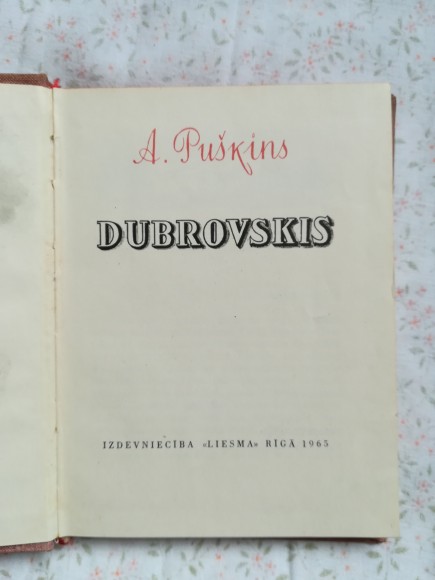 A. Puškins
DUBROVSKIS
IZDEVNIECĪBA «LIESMA» RĪGĀ 1965